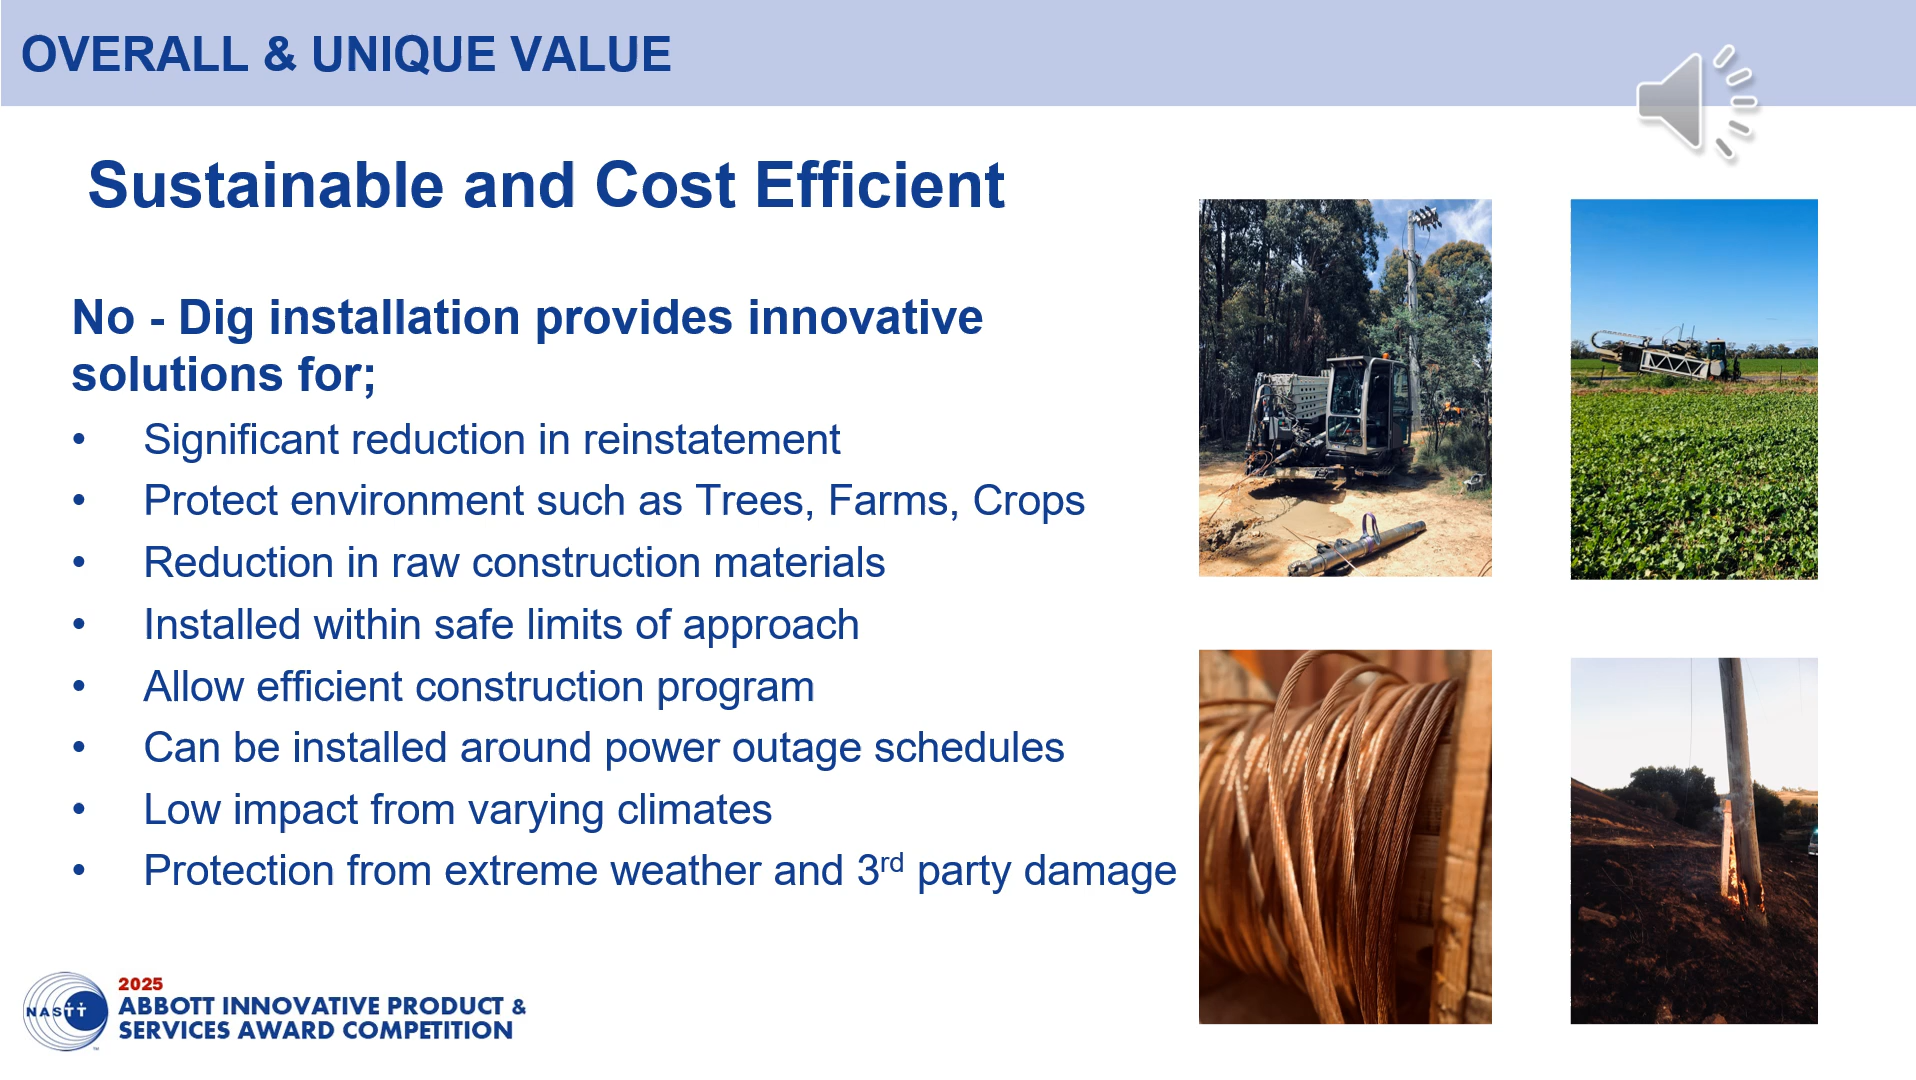 OVERALL & UNIQUE VALUE
Sustainable and Cost Efficient
No - Dig installation provides innovative
solutions for;
• Significant reduction in reinstatement
• Protect environment such as Trees, Farms, Crops
• Reduction in raw construction materials
• Installed within safe limits of approach
• Allow efficient construction program
• Can be installed around power outage schedules
• Low impact from varying climates
• Protection from extreme weather and 3rd party damage
NASTT
™
2025
ABBOTT INNOVATIVE PRODUCT &
SERVICES AWARD COMPETITION